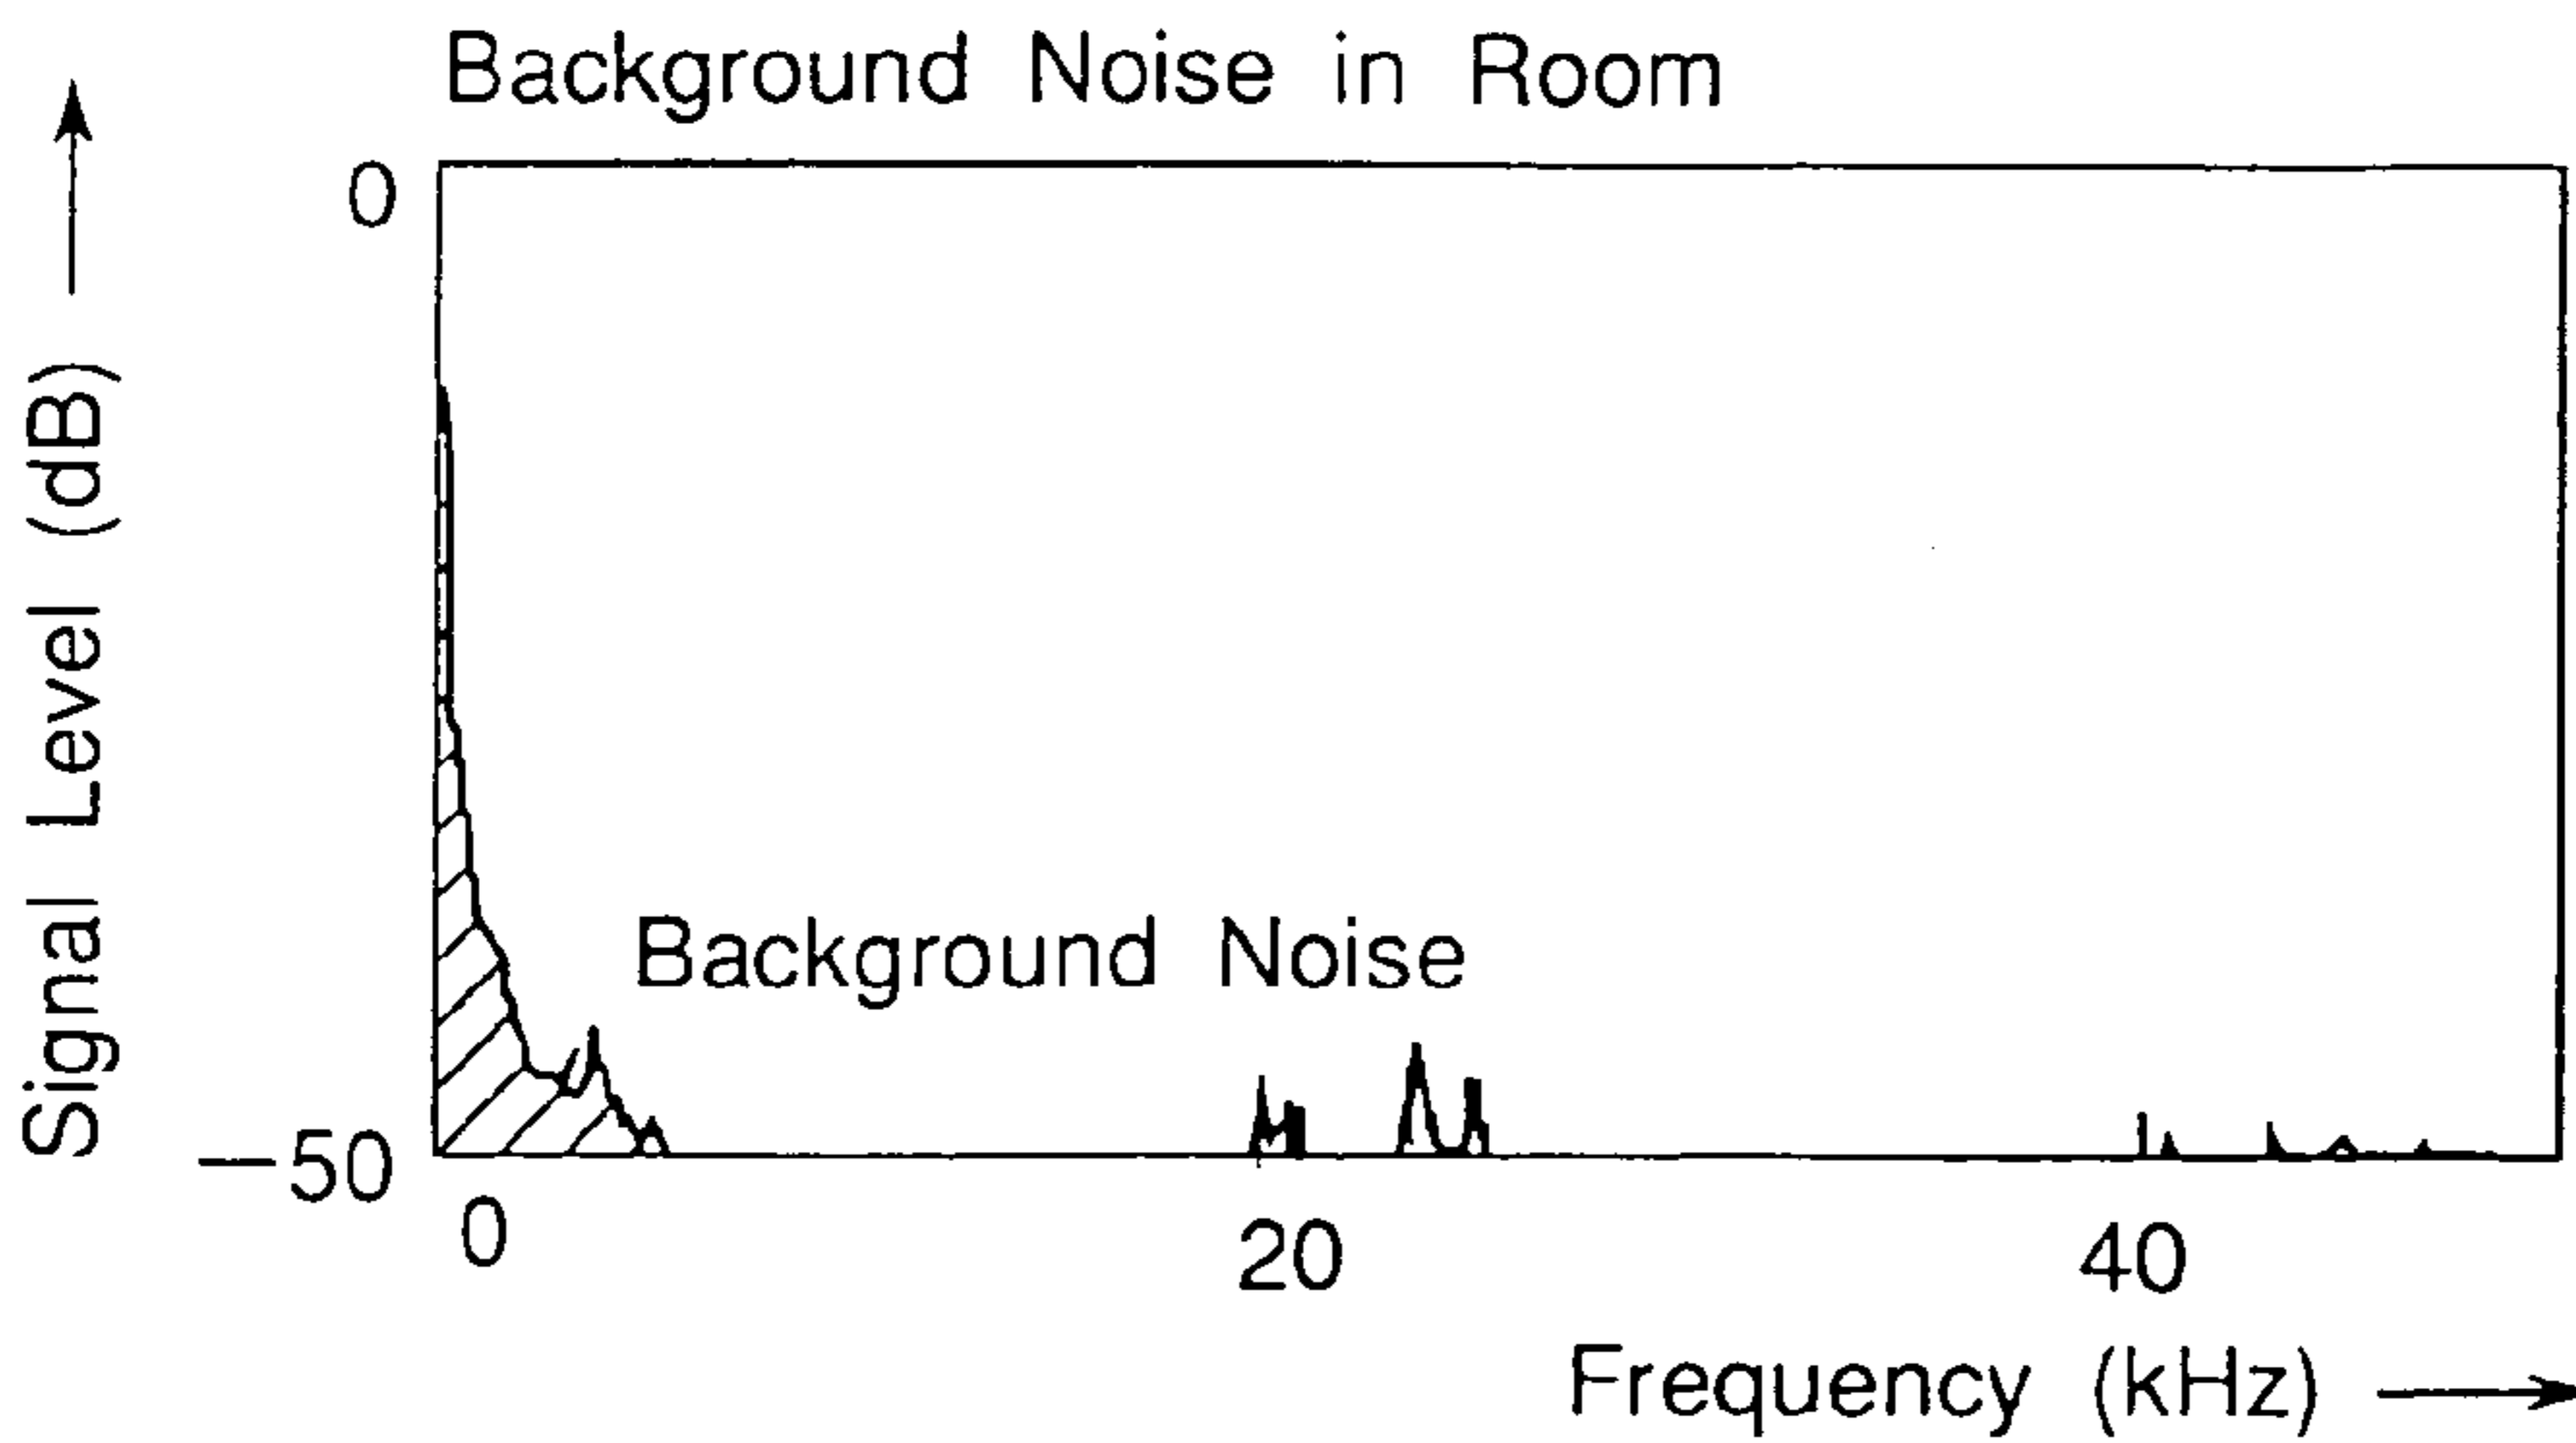 Background Noise in Room
Signal Level (dB)
0
Background Noise
−50
0
20
40
Frequency (kHz)